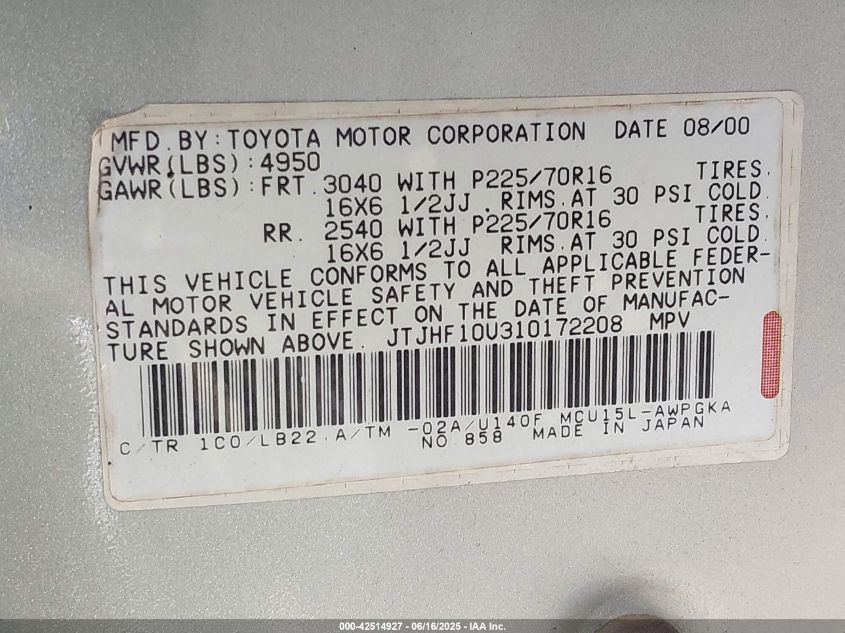 MFD. BY: TOYOTA MOTOR CORPORATION DATE 08/00
GVWR(LBS):4950
GAWR(LBS):FRT. 3040 WITH P225/70R16 TIRES.
16X6 1/2JJ . RIMS. AT 30 PSI COLD.
RR. 2540 WITH P225/70R16 TIRES.
16X6 1/2JJ RIMS. AT 30 PSI COLD.
THIS VEHICLE CONFORMS TO ALL APPLICABLE FEDER-
AL MOTOR VEHICLE SAFETY AND THEFT PREVENTION
STANDARDS IN EFFECT ON THE DATE OF MANUFAC-
TURE SHOWN ABOVE. JTJHF10U310172208 MPV
C/TR 1C0/LB22 A/TM -02A/U140F MCU15L-AWPGKA
NO.858 MADE IN JAPAN
000-42514927 - 06/16/2025 - IAA Inc.